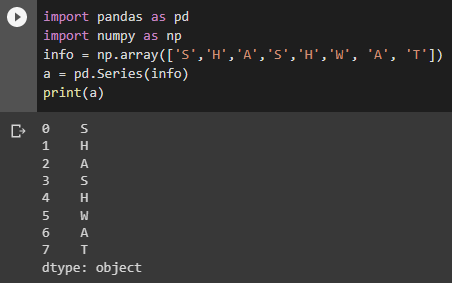 import pandas as pd
import numpy as np
info = np.array(['S','H','A','S','H','W', 'A', 'T'])
a = pd.Series(info)
print(a)
0    S
1    H
2    A
3    S
4    H
5    W
6    A
7    T
dtype: object